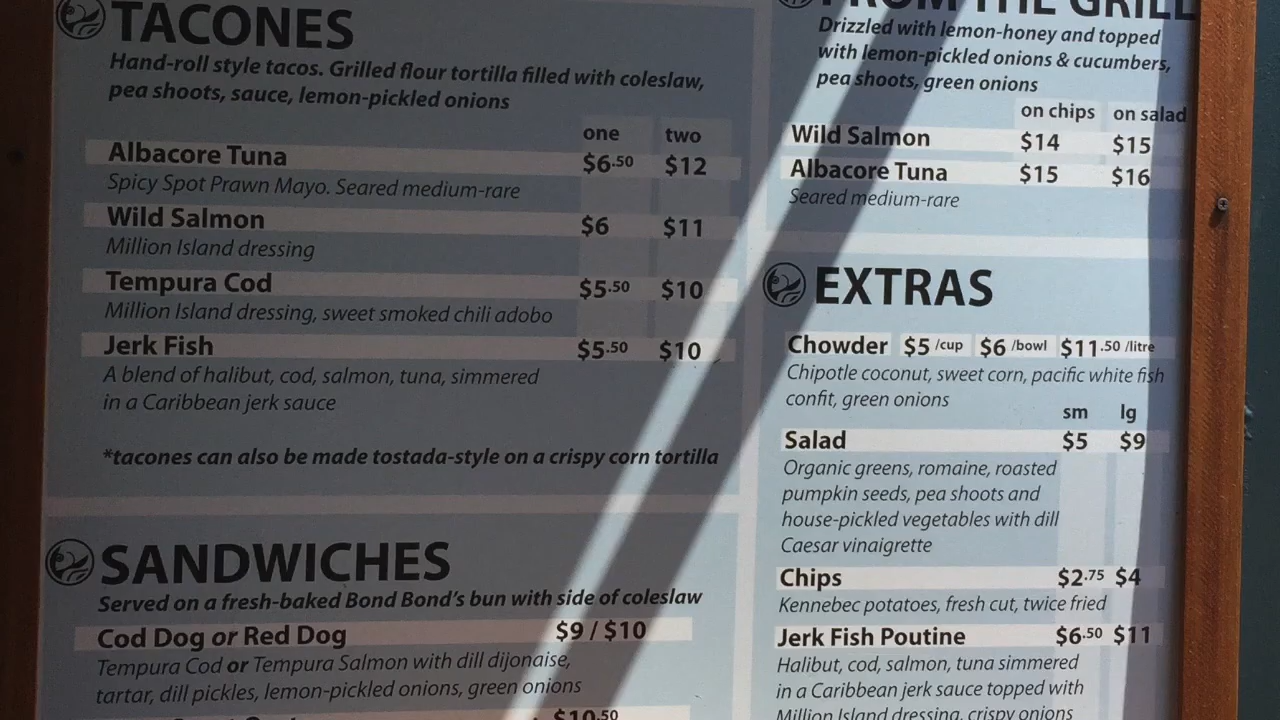 TACONES
Hand-roll style tacos. Grilled flour tortilla filled with coleslaw,
pea shoots, sauce, lemon-pickled onions
one two
Albacore Tuna $6.50 $12
Spicy Spot Prawn Mayo. Seared medium-rare
Wild Salmon $6 $11
Million Island dressing
Tempura Cod $5.50 $10
Million Island dressing, sweet smoked chili adobo
Jerk Fish $5.50 $10
A blend of halibut, cod, salmon, tuna, simmered
in a Caribbean jerk sauce
*tacones can also be made tostada-style on a crispy corn tortilla
SANDWICHES
Served on a fresh-baked Bond Bond's bun with side of coleslaw
Cod Dog or Red Dog $9 / $10
Tempura Cod or Tempura Salmon with dill dijonaise,
tartar, dill pickles, lemon-pickled onions, green onions
$10.50
FROM THE GRILL
Drizzled with lemon-honey and topped
with lemon-pickled onions & cucumbers,
pea shoots, green onions
on chips on salad
Wild Salmon $14 $15
Albacore Tuna $15 $16
Seared medium-rare
EXTRAS
Chowder $5 /cup $6 /bowl $11.50 /litre
Chipotle coconut, sweet corn, pacific white fish
confit, green onions
sm lg
Salad $5 $9
Organic greens, romaine, roasted
pumpkin seeds, pea shoots and
house-pickled vegetables with dill
Caesar vinaigrette
Chips $2.75 $4
Kennebec potatoes, fresh cut, twice fried
Jerk Fish Poutine $6.50 $11
Halibut, cod, salmon, tuna simmered
in a Caribbean jerk sauce topped with
Million Island dressing, crispy onions